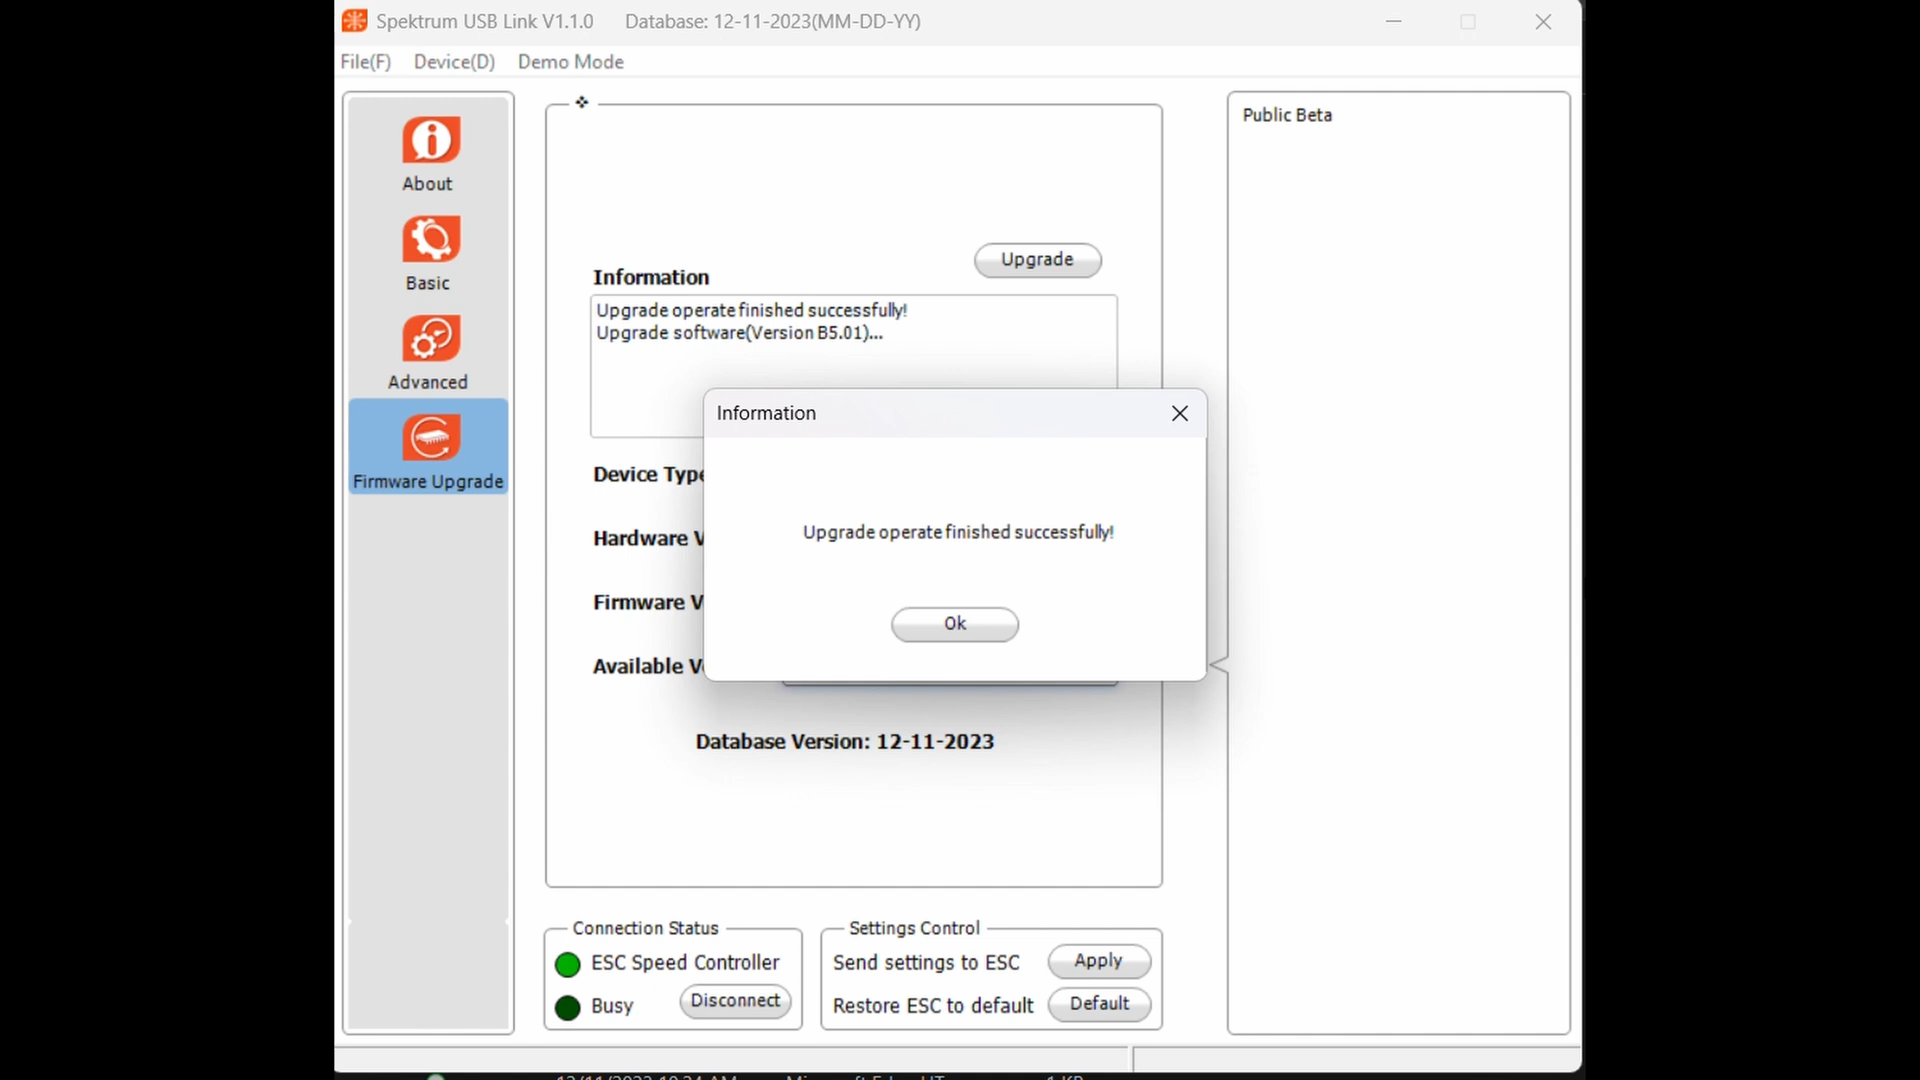 Spektrum USB Link V1.1.0 Database: 12-11-2023(MM-DD-YY)
File(F) Device(D) Demo Mode
About
Basic
Advanced
Firmware Upgrade
Upgrade
Information
Upgrade operate finished successfully!
Upgrade software(Version B5.01)...
Device Type
Hardware V
Firmware V
Available V
Database Version: 12-11-2023
Information
Upgrade operate finished successfully!
Ok
Public Beta
Connection Status
ESC Speed Controller
Busy Disconnect
Settings Control
Send settings to ESC Apply
Restore ESC to default Default